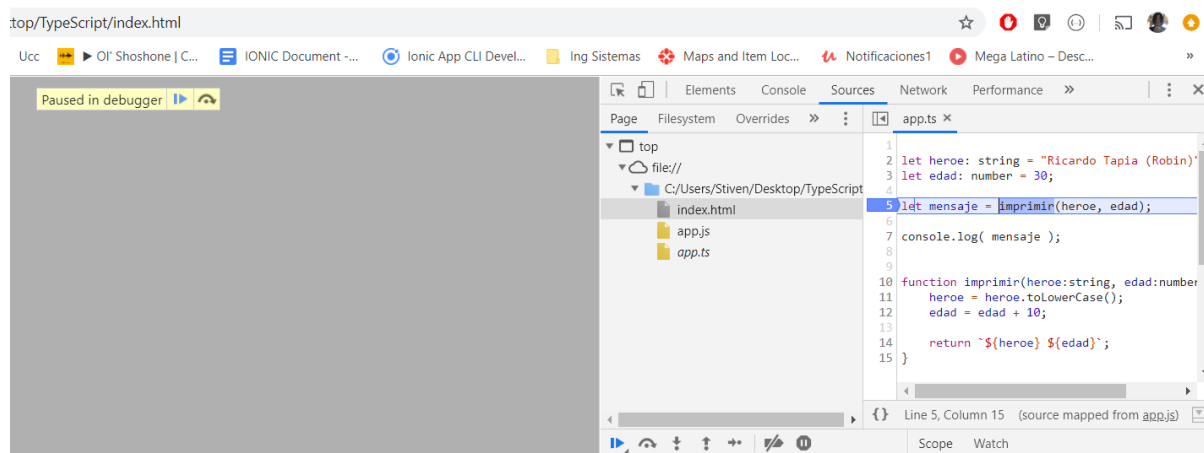 :top/TypeScript/index.html
Ucc ▶ Ol' Shoshone | C... IONIC Document -... Ionic App CLI Devel... Ing Sistemas Maps and Item Loc... Notificaciones1 Mega Latino – Desc... »
Paused in debugger
Elements Console Sources Network Performance »
Page Filesystem Overrides » app.ts ×
top
file://
C:/Users/Stiven/Desktop/TypeScript
index.html
app.js
app.ts
1
2 let heroe: string = "Ricardo Tapia (Robin)"
3 let edad: number = 30;
4
5 let mensaje = imprimir(heroe, edad);
6
7 console.log( mensaje );
8
9
10 function imprimir(heroe:string, edad:number
11 heroe = heroe.toLowerCase();
12 edad = edad + 10;
13
14 return `${heroe} ${edad}`;
15 }
{} Line 5, Column 15 (source mapped from app.js)
Scope Watch